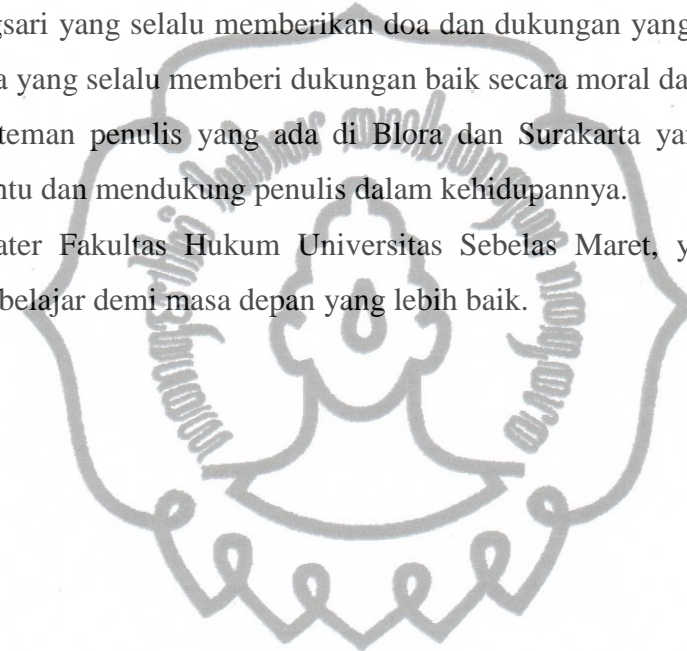 gsari yang selalu memberikan doa dan dukungan yang
a yang selalu memberi dukungan baik secara moral da
teman penulis yang ada di Blora dan Surakarta ya
ntu dan mendukung penulis dalam kehidupannya.
ater Fakultas Hukum Universitas Sebelas Maret, y
belajar demi masa depan yang lebih baik.